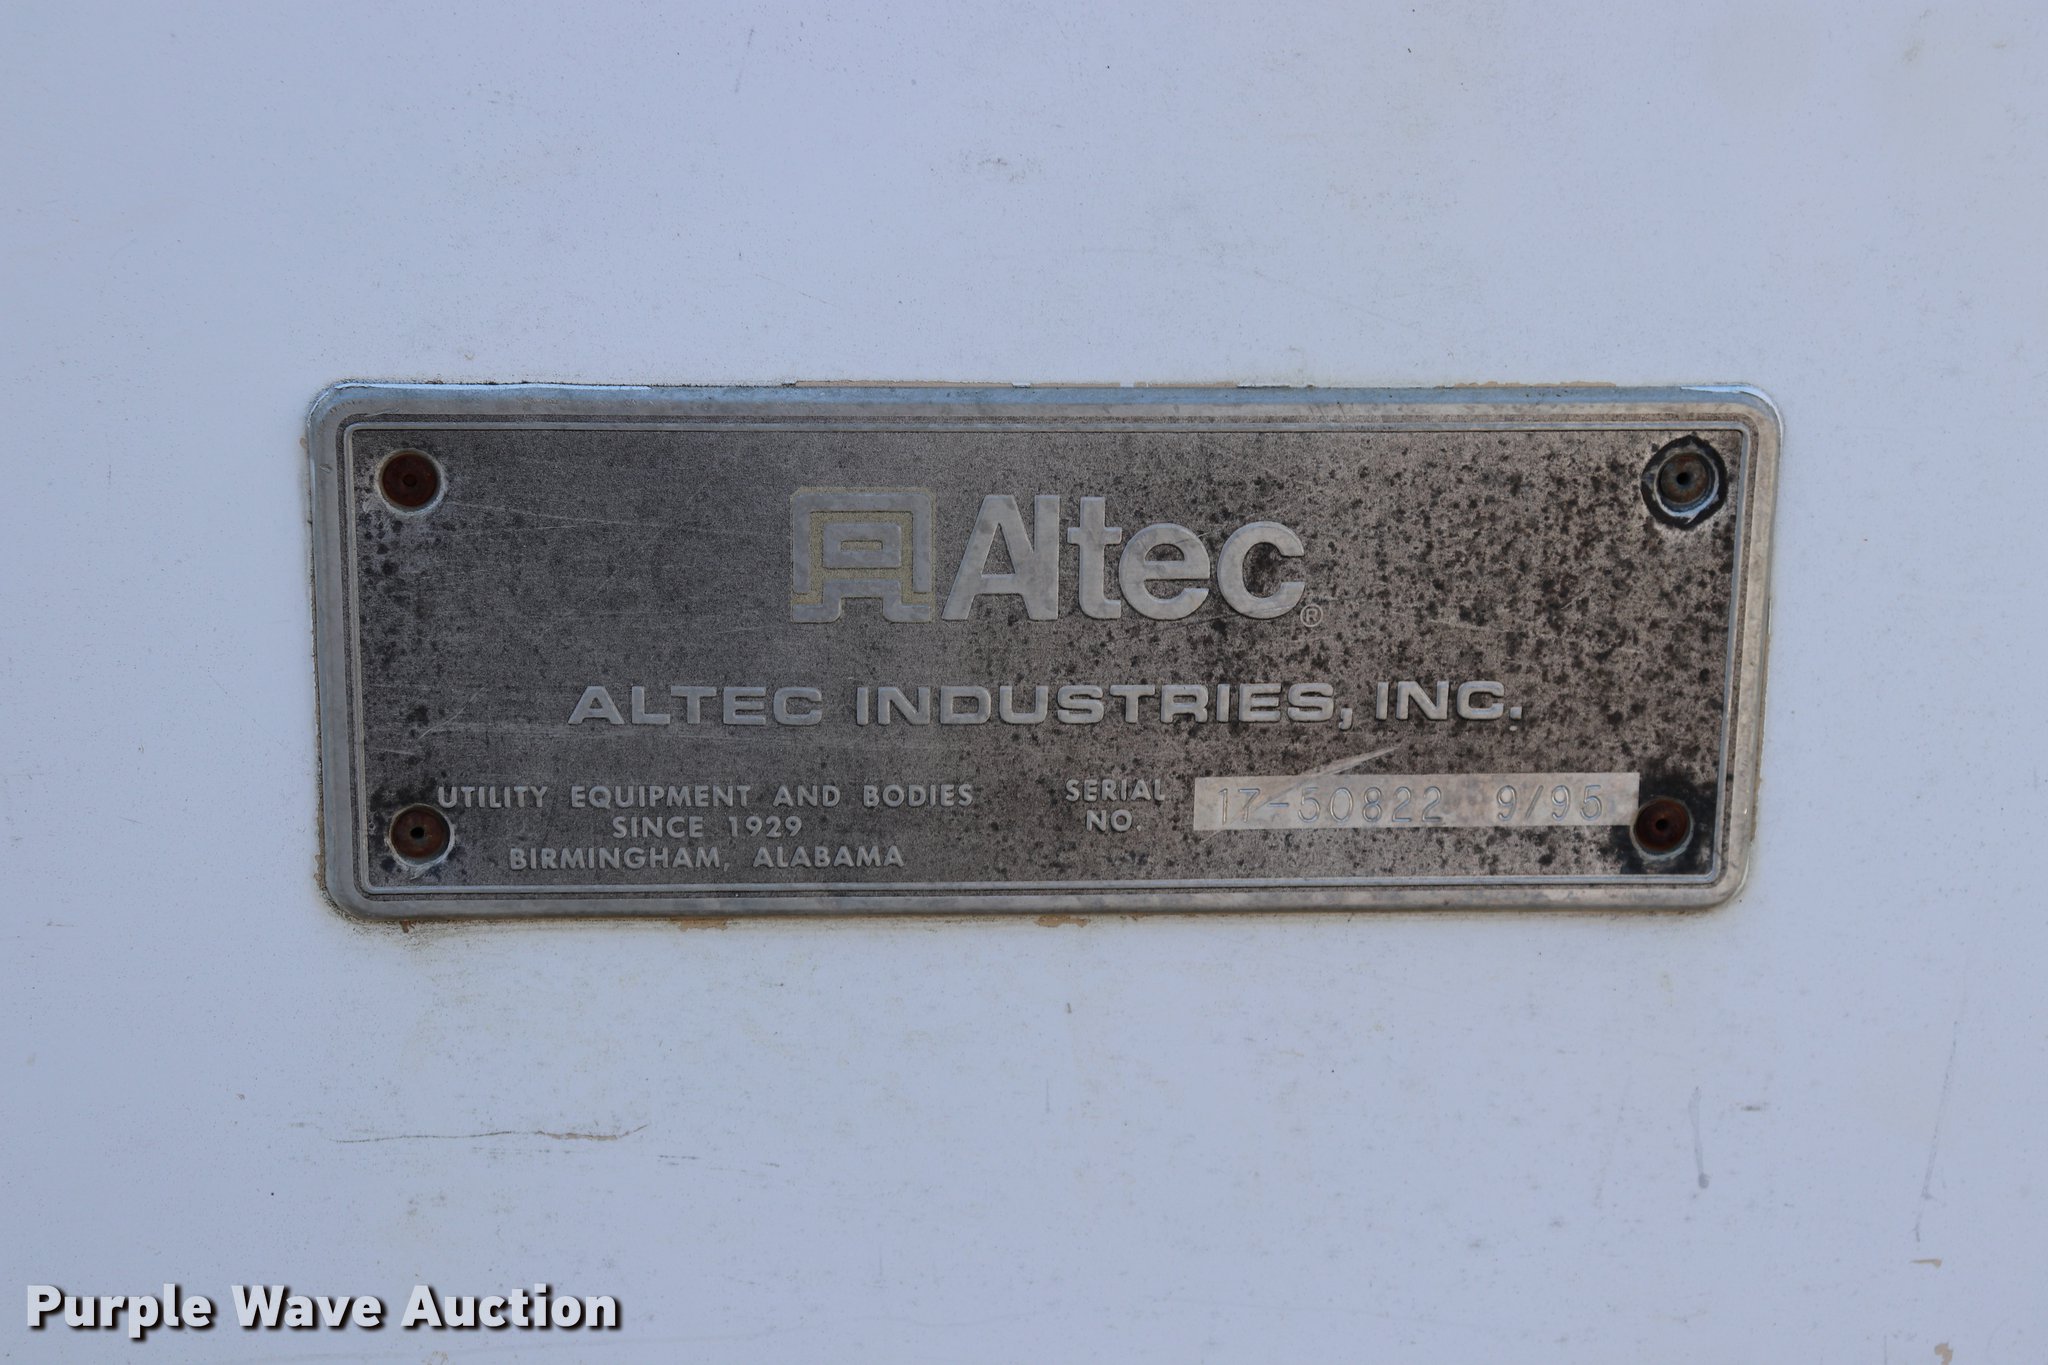 Altec®
ALTEC INDUSTRIES, INC.
UTILITY EQUIPMENT AND BODIES
SINCE 1929
BIRMINGHAM, ALABAMA
SERIAL
NO.
17-50822 9/95
Purple Wave Auction